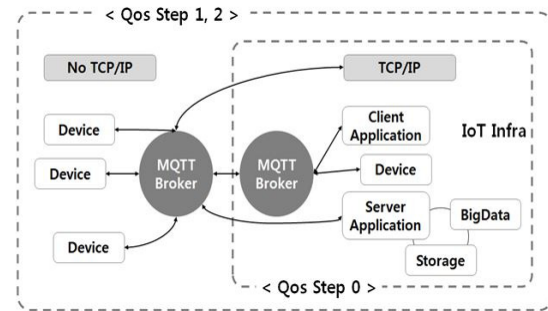 < Qos Step 1, 2 >
No TCP/IP
TCP/IP
Device
Device
Device
MQTT
Broker
MQTT
Broker
Client
Application
IoT Infra
Device
Server
Application
BigData
Storage
< Qos Step 0 >